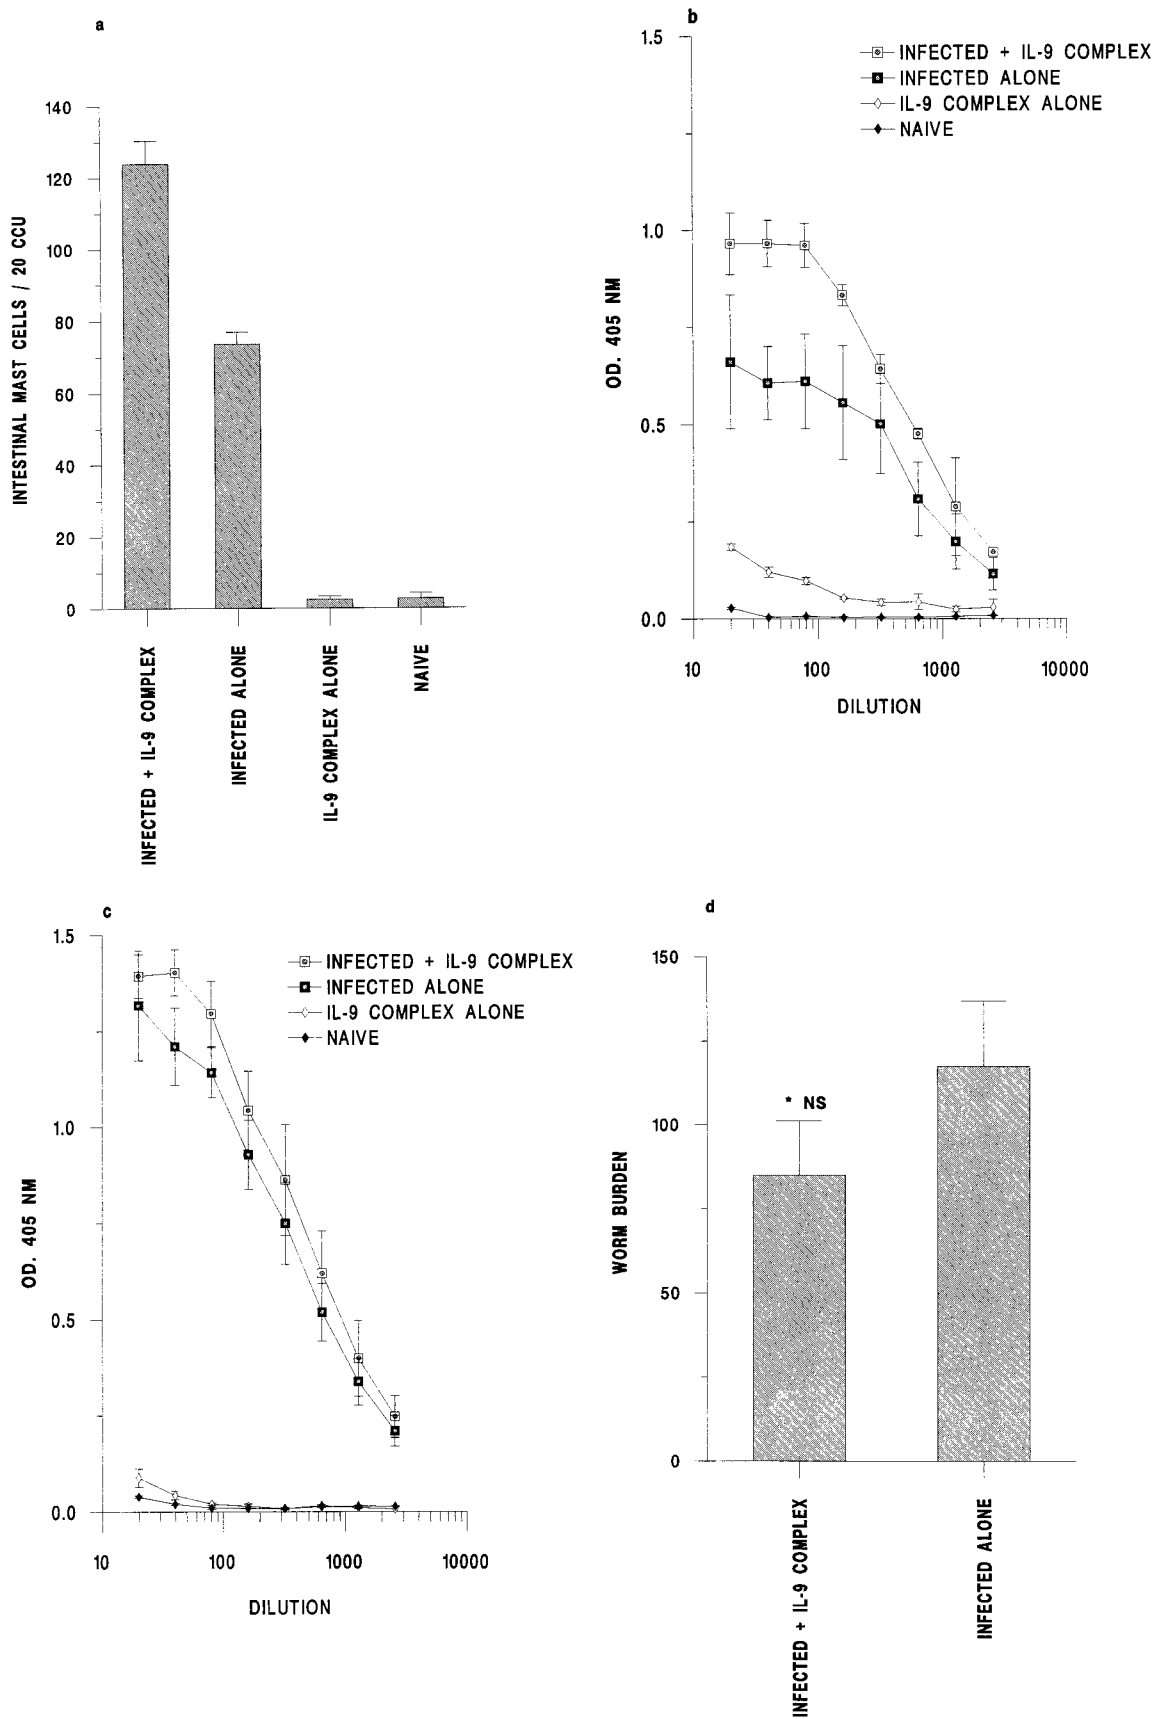 a
140
120
100
80
60
40
20
0
INTESTINAL MAST CELLS / 20 CCU
INFECTED + IL-9 COMPLEX
INFECTED ALONE
IL-9 COMPLEX ALONE
NAIVE
b
INFECTED + IL-9 COMPLEX
INFECTED ALONE
IL-9 COMPLEX ALONE
NAIVE
1.5
1.0
0.5
0.0
OD. 405 NM
10
100
1000
10000
DILUTION
c
INFECTED + IL-9 COMPLEX
INFECTED ALONE
IL-9 COMPLEX ALONE
NAIVE
1.5
1.0
0.5
0.0
OD. 405 NM
10
100
1000
10000
DILUTION
d
150
100
50
0
WORM BURDEN
* NS
INFECTED + IL-9 COMPLEX
INFECTED ALONE